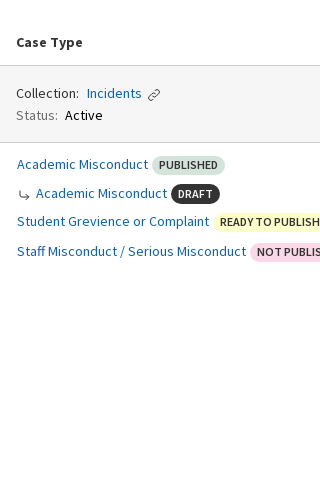 Case Type
Collection: Incidents
Status: Active
Academic Misconduct PUBLISHED
Academic Misconduct DRAFT
Student Grevience or Complaint READY TO PUBLISH
Staff Misconduct / Serious Misconduct NOT PUBLIS